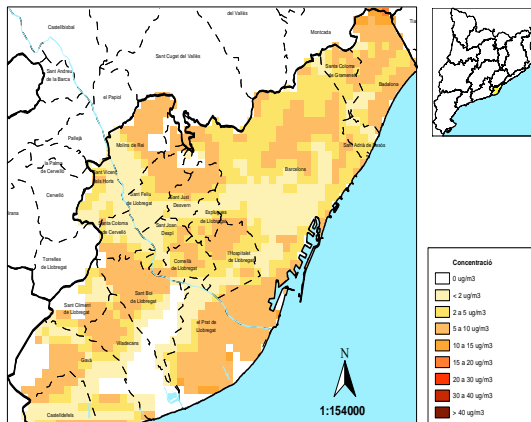 del Vallès
Castellbisbal
Montcada
Sant Cugat del Vallès
Santa Coloma
de Gramenet
Sant Andreu
de la Barca
Badalona
el Papiol
Pallejà
Molins de Rei
Sant Adrià de Besòs
la Palma
de Cervelló
Barcelona
Sant Vicenç
dels Horts
Cervelló
Sant Feliu
de Llobregat
Sant Just
Desvern
Esplugues
de Llobregat
Santa Coloma
de Cervelló
Sant Joan
Despí
Torrelles
de Llobregat
Cornellà
de Llobregat
l'Hospitalet
de Llobregat
Sant Boi
de Llobregat
Sant Climent
de Llobregat
el Prat de
Llobregat
Viladecans
Gavà
Castelldefels
N
1:154000
Concentració
0 ug/m3
< 2 ug/m3
2 a 5 ug/m3
5 a 10 ug/m3
10 a 15 ug/m3
15 a 20 ug/m3
20 a 30 ug/m3
30 a 40 ug/m3
> 40 ug/m3